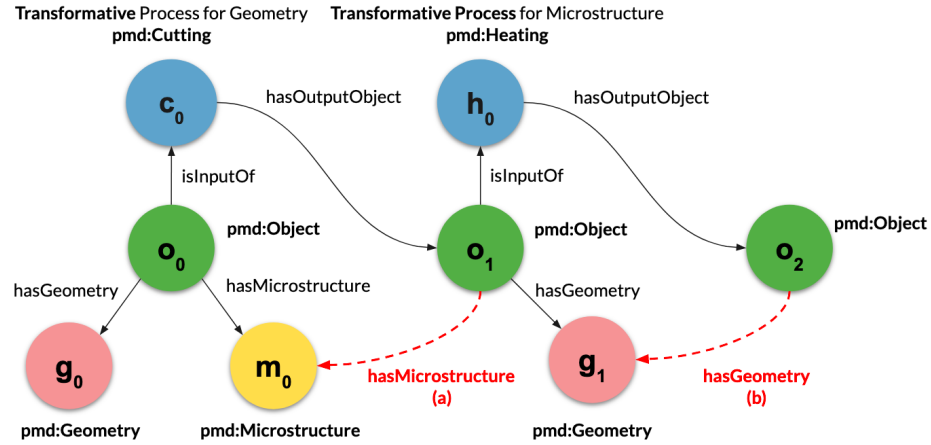 Transformative Process for Geometry
pmd:Cutting
Transformative Process for Microstructure
pmd:Heating
c0
hasOutputObject
h0
hasOutputObject
isInputOf
isInputOf
o0
pmd:Object
o1
pmd:Object
o2
pmd:Object
hasGeometry
hasMicrostructure
hasGeometry
g0
m0
hasMicrostructure
(a)
g1
hasGeometry
(b)
pmd:Geometry
pmd:Microstructure
pmd:Geometry